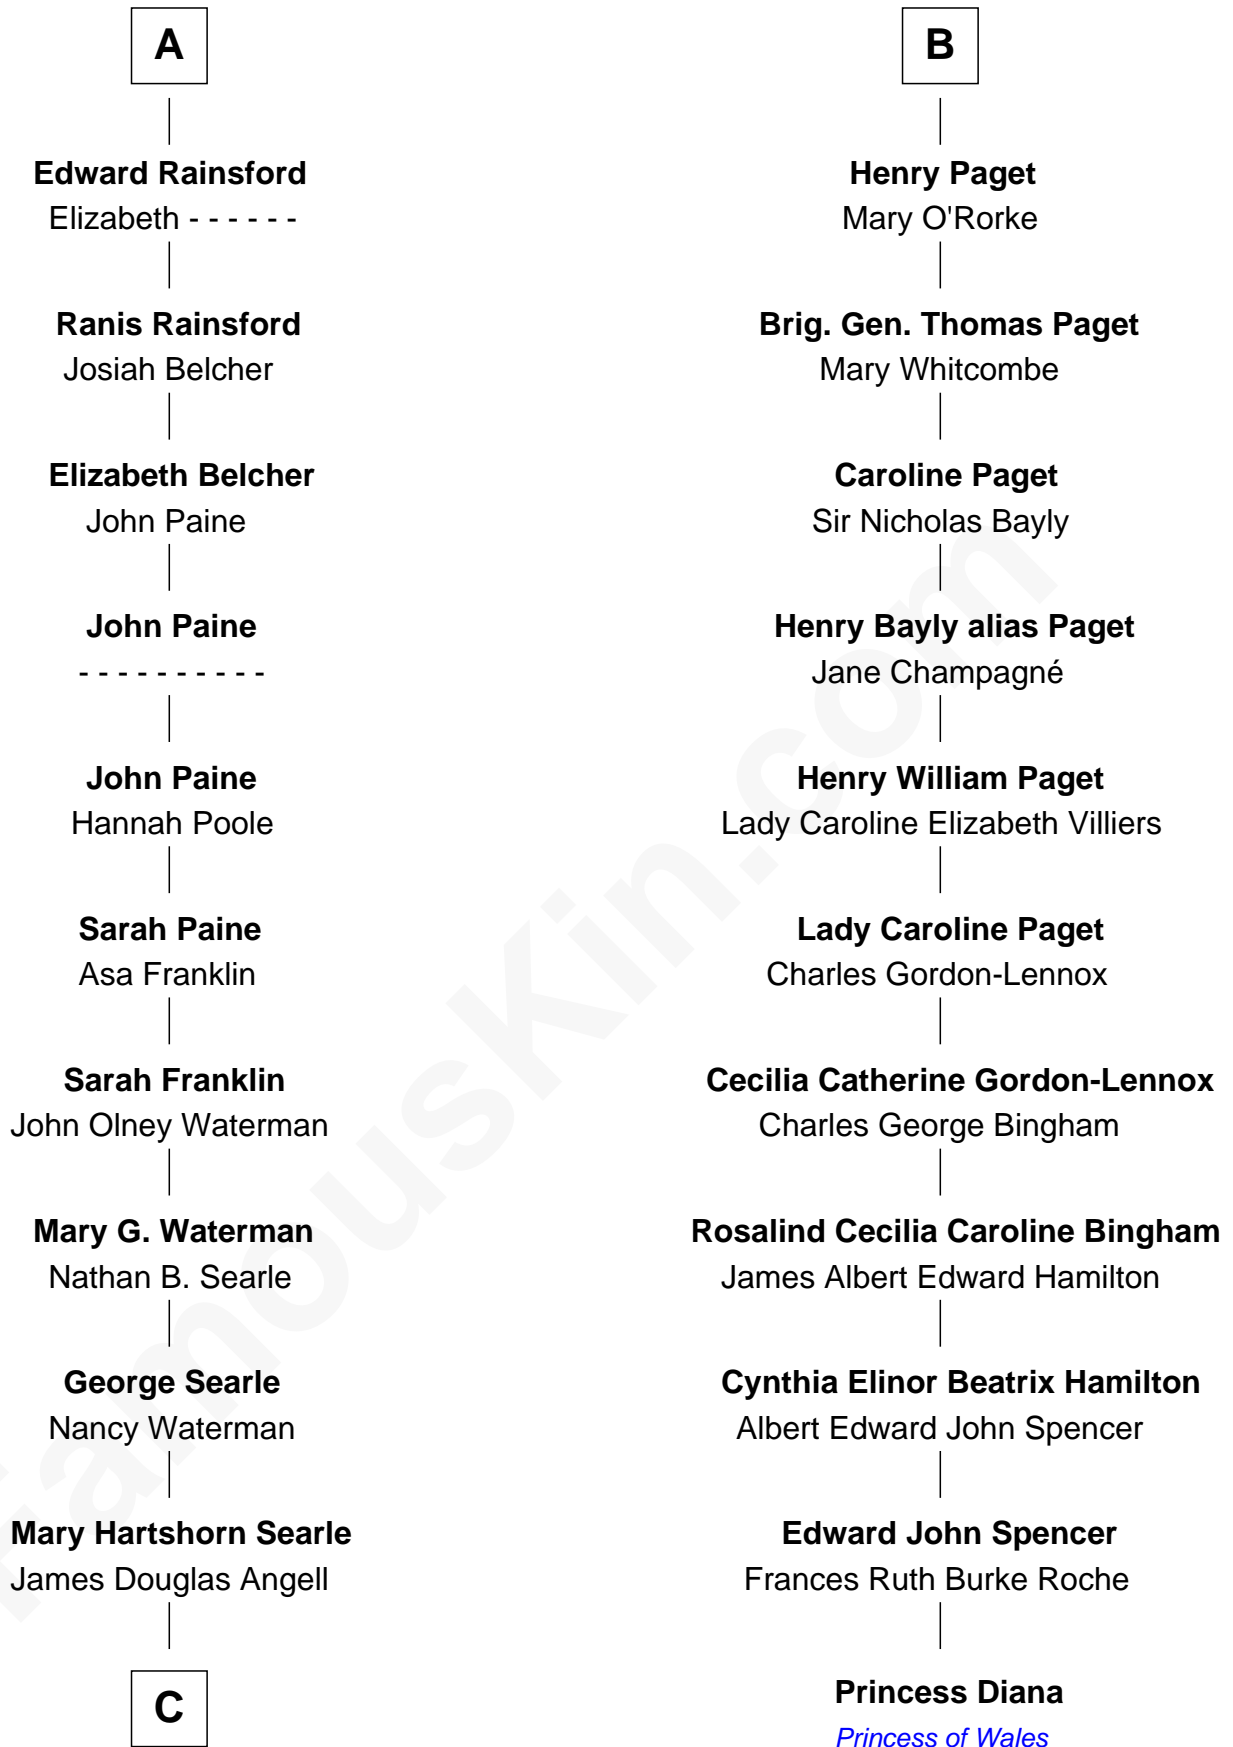 A
Edward Rainsford
Elizabeth - - - - - -
Ranis Rainsford
Josiah Belcher
Elizabeth Belcher
John Paine
John Paine
- - - - - - - - - -
John Paine
Hannah Poole
Sarah Paine
Asa Franklin
Sarah Franklin
John Olney Waterman
Mary G. Waterman
Nathan B. Searle
George Searle
Nancy Waterman
Mary Hartshorn Searle
James Douglas Angell
C
B
Henry Paget
Mary O'Rorke
Brig. Gen. Thomas Paget
Mary Whitcombe
Caroline Paget
Sir Nicholas Bayly
Henry Bayly alias Paget
Jane Champagné
Henry William Paget
Lady Caroline Elizabeth Villiers
Lady Caroline Paget
Charles Gordon-Lennox
Cecilia Catherine Gordon-Lennox
Charles George Bingham
Rosalind Cecilia Caroline Bingham
James Albert Edward Hamilton
Cynthia Elinor Beatrix Hamilton
Albert Edward John Spencer
Edward John Spencer
Frances Ruth Burke Roche
Princess Diana
Princess of Wales
FamousKin.com